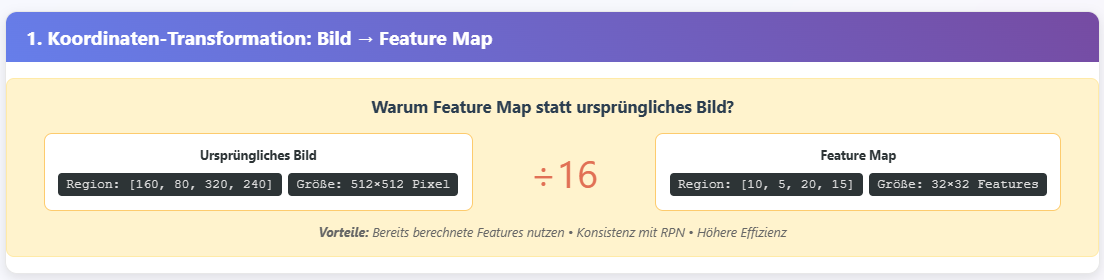 1. Koordinaten-Transformation: Bild → Feature Map
Warum Feature Map statt ursprüngliches Bild?
Ursprüngliches Bild
Region: [160, 80, 320, 240] Größe: 512×512 Pixel
÷16
Feature Map
Region: [10, 5, 20, 15] Größe: 32×32 Features
Vorteile: Bereits berechnete Features nutzen • Konsistenz mit RPN • Höhere Effizienz